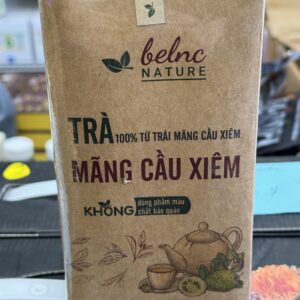 belnc
NATURE
TRÀ 100% TỪ TRÁI MÃNG CẦU XIÊM
MÃNG CẦU XIÊM
KHÔNG dùng phẩm màu
chất bảo quản